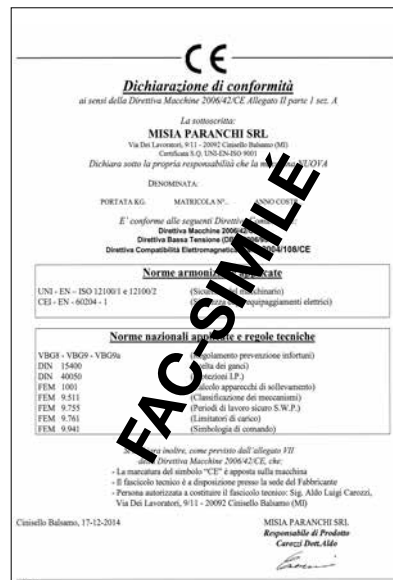 CE
Dichiarazione di conformità
ai sensi della Direttiva Macchine 2006/42/CE Allegato II parte 1 sez. A
La sottoscritta:
MISIA PARANCHI SRL
Via Dei Lavoratori, 9/11 - 20092 Cinisello Balsamo (MI)
Certificata S.Q. UNI-EN-ISO 9001
Dichiara sotto la propria responsabilità che la NUOVA
DENOMINATA:
PORTATA KG. MATRICOLA N°.. ANNO
E' conforme alle seguenti
Direttiva Macchine 2006/42/
Direttiva Bassa Tensione
Direttiva Compatibilità /108/CE
Norme
UNI - EN - ISO 12100/1 e 12100/2
CEI - EN - 60204 - 1 equipaggiamenti elettrici)
Norme nazionali e regole tecniche
VBG8 - VBG9 - VBG9a prevenzione infortuni)
DIN 15400 dei ganci)
DIN 40050 I.P.)
FEM 1001 apparecchi di sollevamento)
FEM 9.511 (Classificazione dei meccanismi)
FEM 9.755 (Periodi di lavoro sicuro S.W.P.)
FEM 9.761 (Limitatori di carico)
FEM 9.941 di comando)
inoltre, come previsto dall'allegato VII
Direttiva Macchine 2006/42/CE, che:
- La marcatura del simbolo "CE" è apposta sulla macchina
- Il fascicolo tecnico è a disposizione presso la sede del Fabbricante
- Persona autorizzata a costituire il fascicolo tecnico: Sig. Aldo Luigi Carozzi,
Via Dei Lavoratori, 9/11 - 20092 Cinisello Balsamo (MI)
Cinisello Balsamo, 17-12-2014 MISIA PARANCHI SRL
Responsabile di Prodotto
Carozzi Dott.Aldo
FAC-SIMILÉ